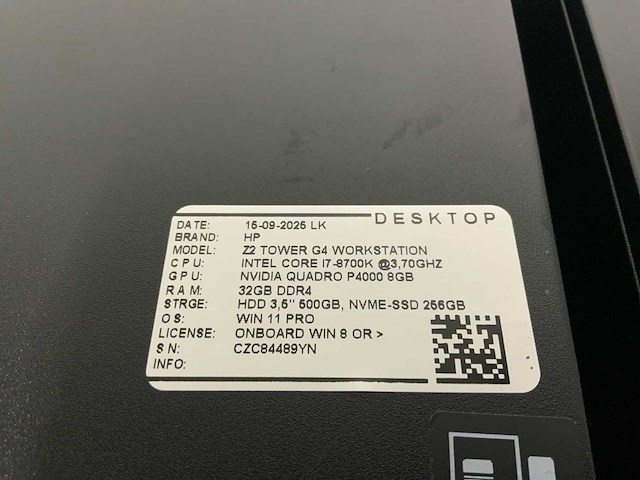 DESKTOP
DATE: 15-09-2025 LK
BRAND: HP
MODEL: Z2 TOWER G4 WORKSTATION
CPU: INTEL CORE I7-8700K @3,70GHZ
GPU: NVIDIA QUADRO P4000 8GB
RAM: 32GB DDR4
STRGE: HDD 3,5" 500GB, NVME-SSD 256GB
OS: WIN 11 PRO
LICENSE: ONBOARD WIN 8 OR >
SN: CZC84489YN
INFO: